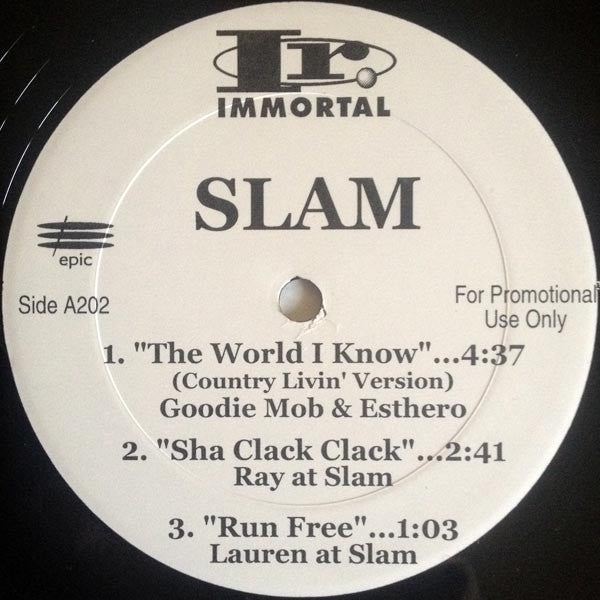 Ir.
IMMORTAL
SLAM
epic
Side A202
For Promotional
Use Only
1. "The World I Know"...4:37
(Country Livin' Version)
Goodie Mob & Esthero
2. "Sha Clack Clack"...2:41
Ray at Slam
3. "Run Free"...1:03
Lauren at Slam